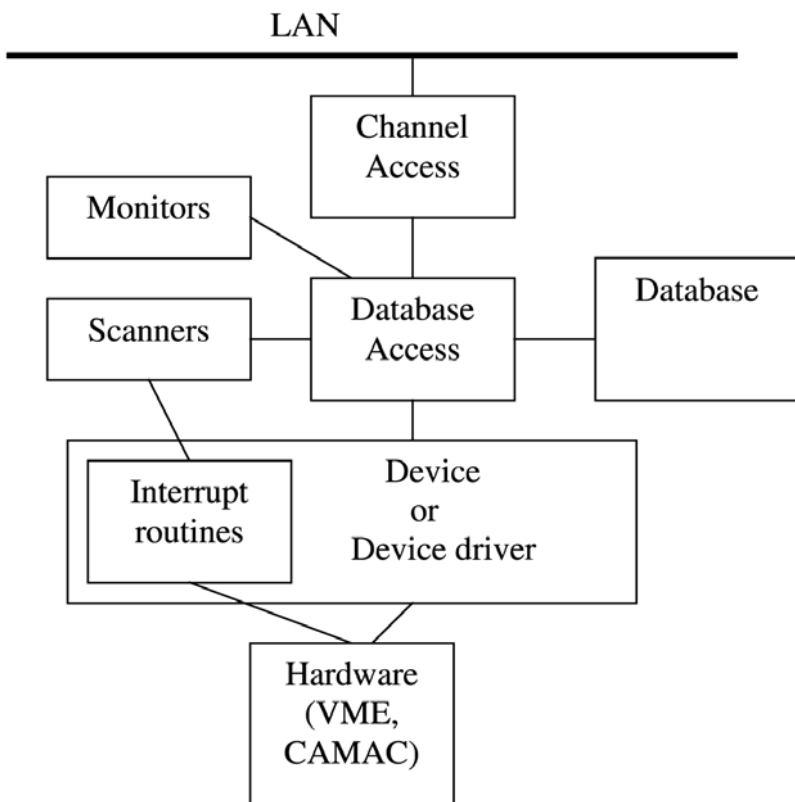 LAN
Channel
Access
Monitors
Database
Access
Database
Scanners
Interrupt
routines
Device
or
Device driver
Hardware
(VME,
CAMAC)